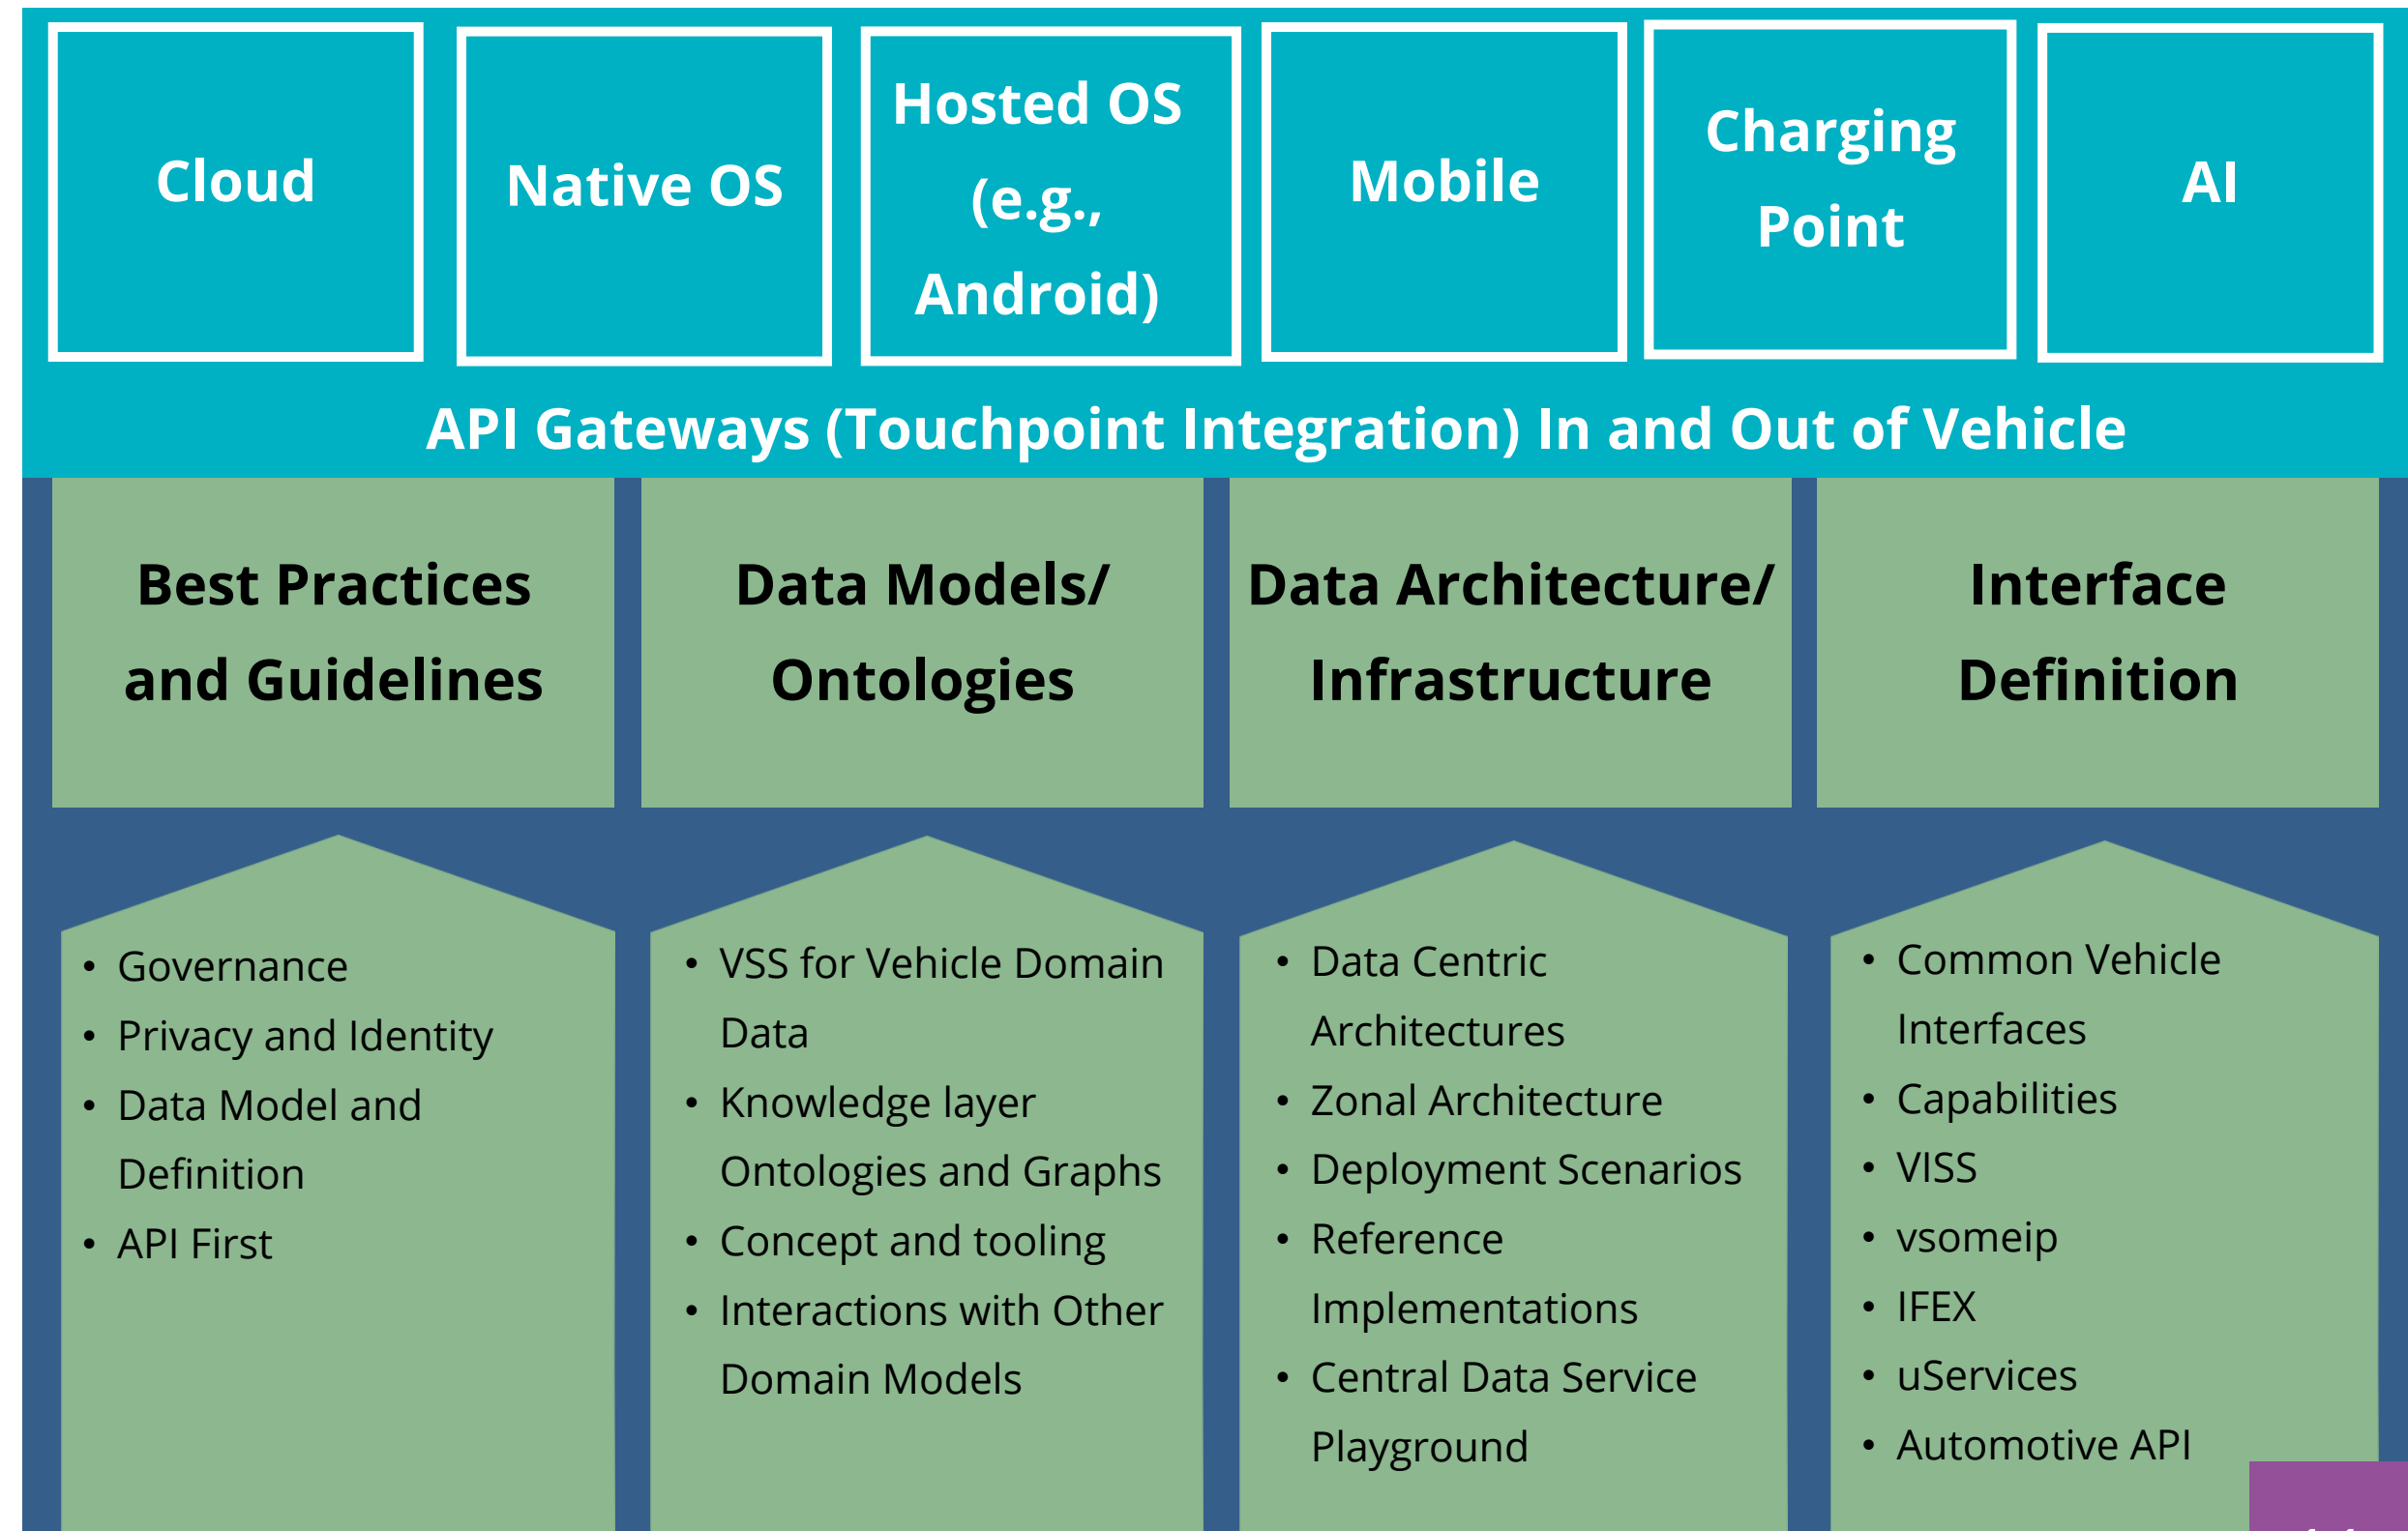 Cloud
Native OS
Hosted OS
(e.g.,
Android)
Mobile
Charging
Point
AI
API Gateways (Touchpoint Integration) In and Out of Vehicle
Best Practices
and Guidelines
Data Models/
Ontologies
Data Architecture/
Infrastructure
Interface
Definition
• Governance
• Privacy and Identity
• Data Model and
Definition
• API First
• VSS for Vehicle Domain
Data
• Knowledge layer
Ontologies and Graphs
• Concept and tooling
• Interactions with Other
Domain Models
• Data Centric
Architectures
• Zonal Architecture
• Deployment Scenarios
• Reference
Implementations
• Central Data Service
Playground
• Common Vehicle
Interfaces
• Capabilities
• VISS
• vsomeip
• IFEX
• uServices
• Automotive API